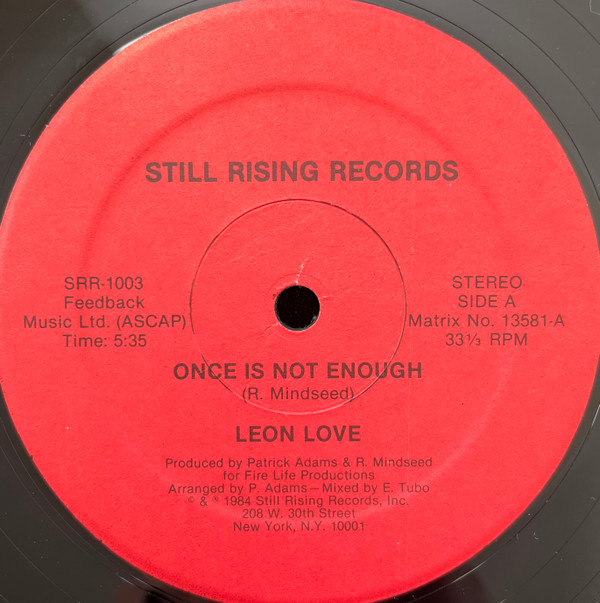 STILL RISING RECORDS
SRR-1003
Feedback
Music Ltd. (ASCAP)
Time: 5:35
STEREO
SIDE A
Matrix No. 13581-A
33⅓ RPM
ONCE IS NOT ENOUGH
(R. Mindseed)
LEON LOVE
Produced by Patrick Adams & R. Mindseed
for Fire Life Productions
Arranged by P. Adams – Mixed by E. Tubo
© & ℗ 1984 Still Rising Records, Inc.
208 W. 30th Street
New York, N.Y. 10001